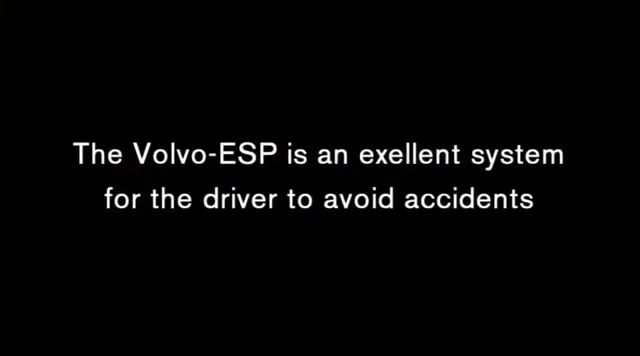 The Volvo-ESP is an exellent system
for the driver to avoid accidents